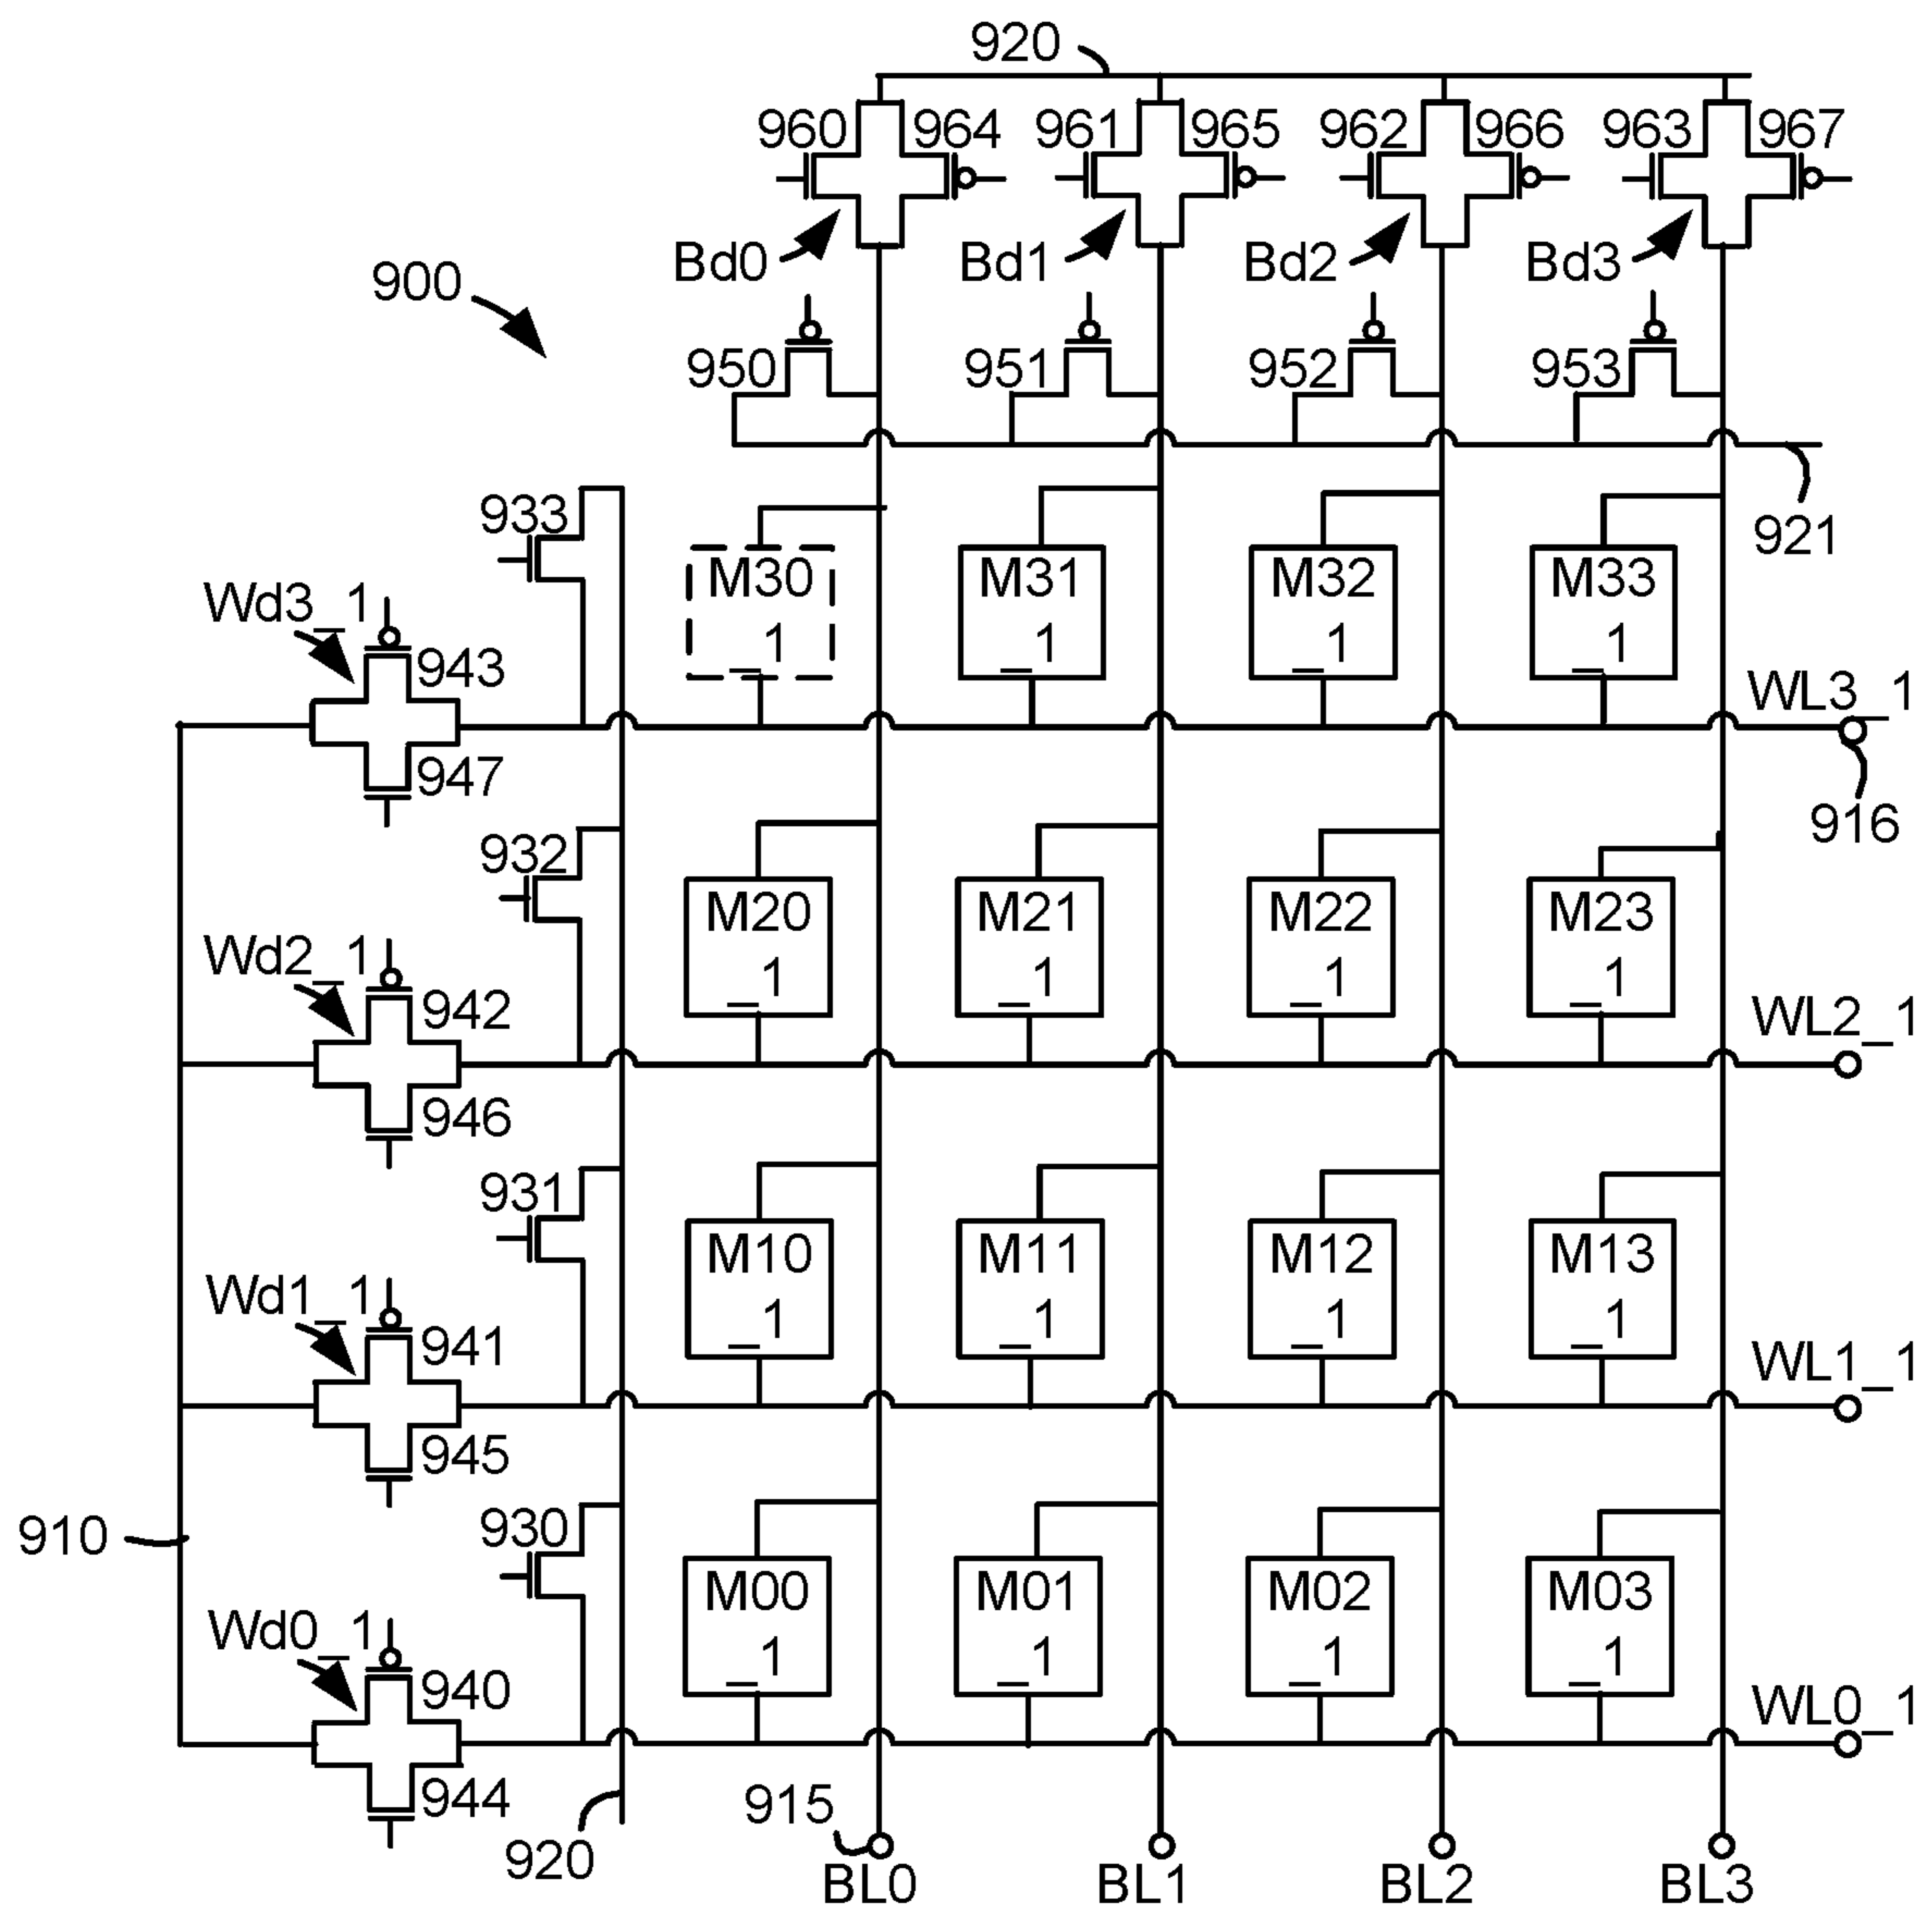 920
960 964 961 965 962 966 963 967
Bd0 Bd1 Bd2 Bd3
900
950 951 952 953
933
921
M30 M31 M32 M33
_1 _1 _1 _1
Wd3_1
943
WL3_1
947
916
932
M20 M21 M22 M23
_1 _1 _1 _1
Wd2_1
942
WL2_1
946
931
M10 M11 M12 M13
_1 _1 _1 _1
Wd1_1
941
WL1_1
945
910
930
M00 M01 M02 M03
_1 _1 _1 _1
Wd0_1
940
WL0_1
944
915
920
BL0 BL1 BL2 BL3